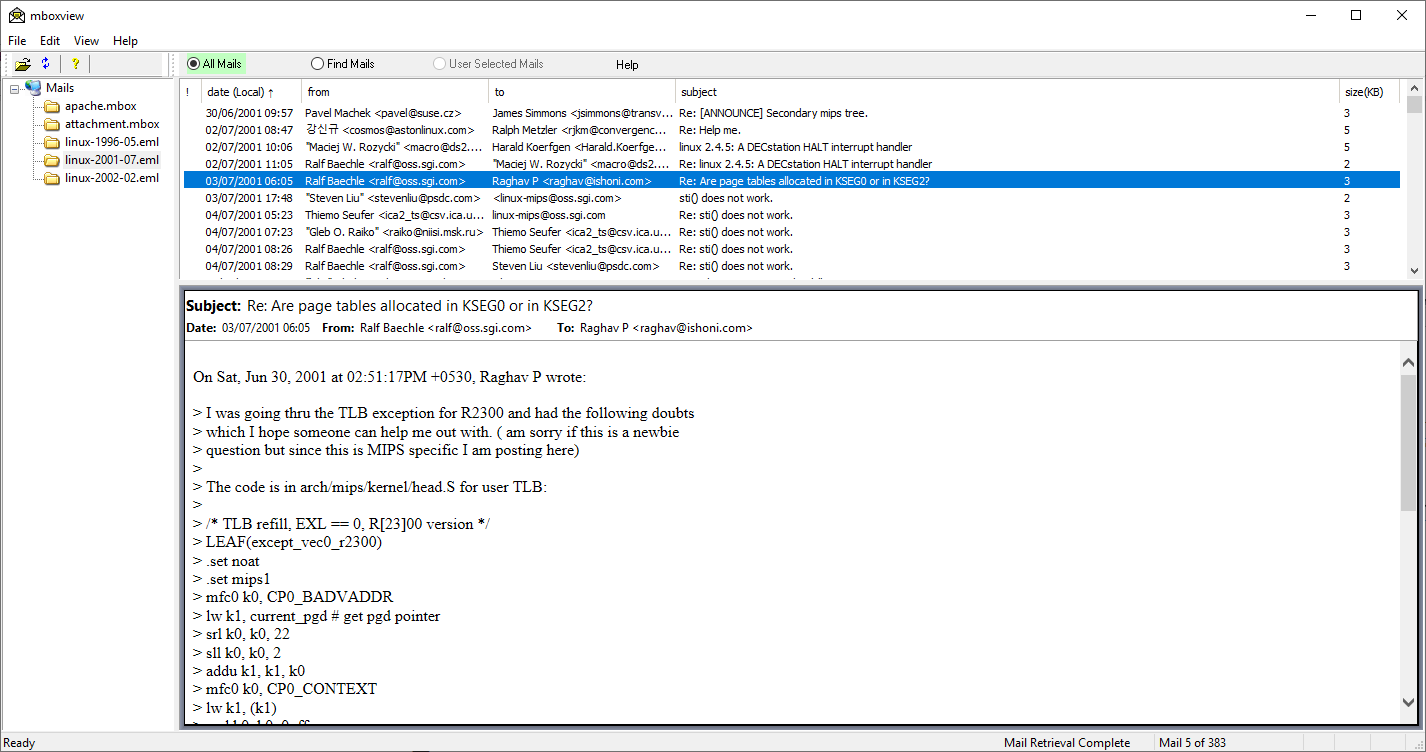 mboxview
File Edit View Help
All Mails Find Mails User Selected Mails Help
Mails
apache.mbox
attachment.mbox
linux-1996-05.eml
linux-2001-07.eml
linux-2002-02.eml
! date (Local) ↑ from to subject size(KB)
30/06/2001 09:57 Pavel Machek <pavel@suse.cz> James Simmons <jsimmons@transv... Re: [ANNOUNCE] Secondary mips tree. 3
02/07/2001 08:47 강신규 <cosmos@astonlinux.com> Ralph Metzler <rjkm@convergenc... Re: Help me. 5
02/07/2001 10:06 "Maciej W. Rozycki" <macro@ds2.... Harald Koerfgen <Harald.Koerfge... linux 2.4.5: A DECstation HALT interrupt handler 5
02/07/2001 11:05 Ralf Baechle <ralf@oss.sgi.com> "Maciej W. Rozycki" <macro@ds2.... Re: linux 2.4.5: A DECstation HALT interrupt handler 2
03/07/2001 06:05 Ralf Baechle <ralf@oss.sgi.com> Raghav P <raghav@ishoni.com> Re: Are page tables allocated in KSEG0 or in KSEG2? 3
03/07/2001 17:48 "Steven Liu" <stevenliu@psdc.com> <linux-mips@oss.sgi.com> sti() does not work. 2
04/07/2001 05:23 Thiemo Seufer <ica2_ts@csv.ica.u... linux-mips@oss.sgi.com Re: sti() does not work. 3
04/07/2001 07:23 "Gleb O. Raiko" <raiko@niisi.msk.ru> Thiemo Seufer <ica2_ts@csv.ica.u... Re: sti() does not work. 3
04/07/2001 08:26 Ralf Baechle <ralf@oss.sgi.com> Thiemo Seufer <ica2_ts@csv.ica.u... Re: sti() does not work. 3
04/07/2001 08:29 Ralf Baechle <ralf@oss.sgi.com> Steven Liu <stevenliu@psdc.com> Re: sti() does not work. 3
Subject: Re: Are page tables allocated in KSEG0 or in KSEG2?
Date: 03/07/2001 06:05 From: Ralf Baechle <ralf@oss.sgi.com> To: Raghav P <raghav@ishoni.com>
On Sat, Jun 30, 2001 at 02:51:17PM +0530, Raghav P wrote:
> I was going thru the TLB exception for R2300 and had the following doubts
> which I hope someone can help me out with. ( am sorry if this is a newbie
> question but since this is MIPS specific I am posting here)
>
> The code is in arch/mips/kernel/head.S for user TLB:
>
> /* TLB refill, EXL == 0, R[23]00 version */
> LEAF(except_vec0_r2300)
> .set noat
> .set mips1
> mfc0 k0, CP0_BADVADDR
> lw k1, current_pgd # get pgd pointer
> srl k0, k0, 22
> sll k0, k0, 2
> addu k1, k1, k0
> mfc0 k0, CP0_CONTEXT
> lw k1, (k1)
Ready Mail Retrieval Complete Mail 5 of 383